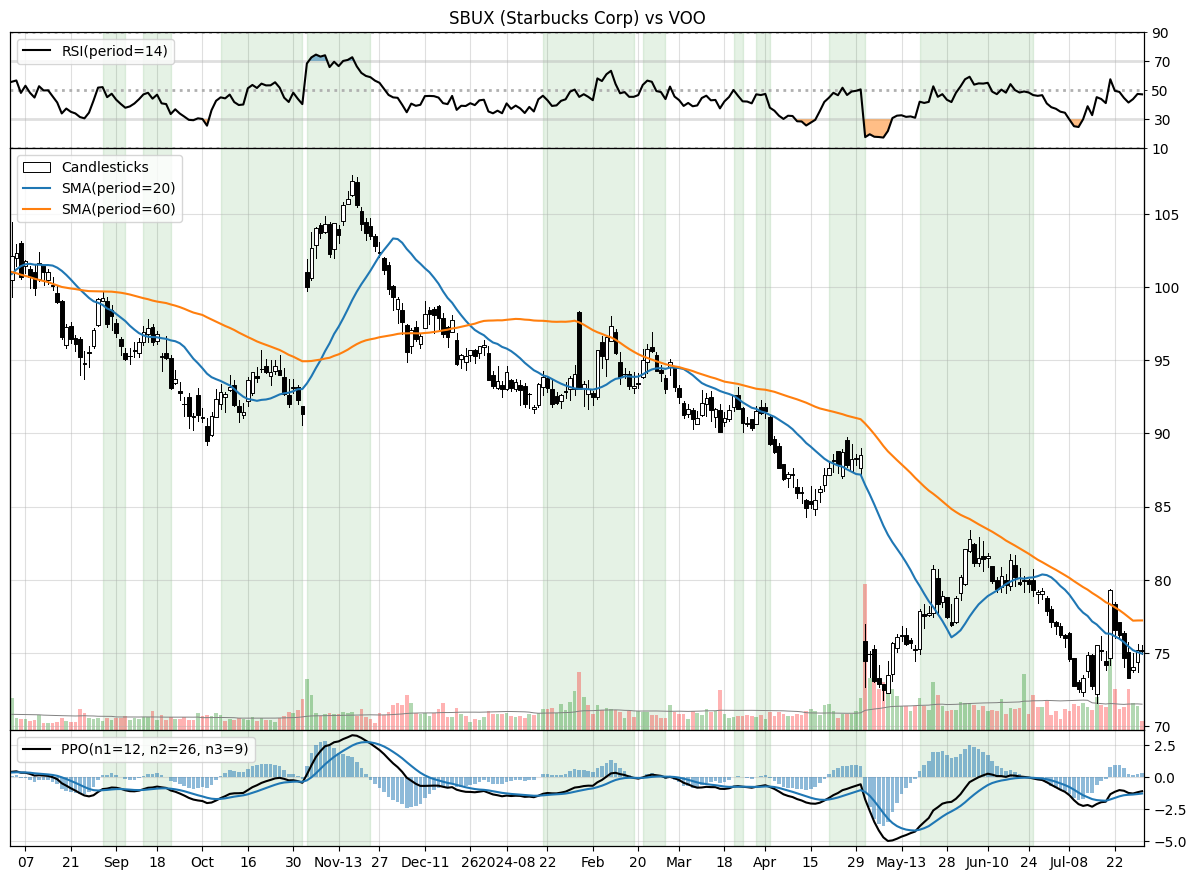 SBUX (Starbucks Corp) vs VOO
RSI(period=14)
90
70
50
30
10
Candlesticks
SMA(period=20)
SMA(period=60)
105
100
95
90
85
80
75
70
PPO(n1=12, n2=26, n3=9)
2.5
0.0
−2.5
−5.0
07 21 Sep 18 Oct 16 30 Nov-13 27 Dec-11 26 2024-08 22 Feb 20 Mar 18 Apr 15 29 May-13 28 Jun-10 24 Jul-08 22